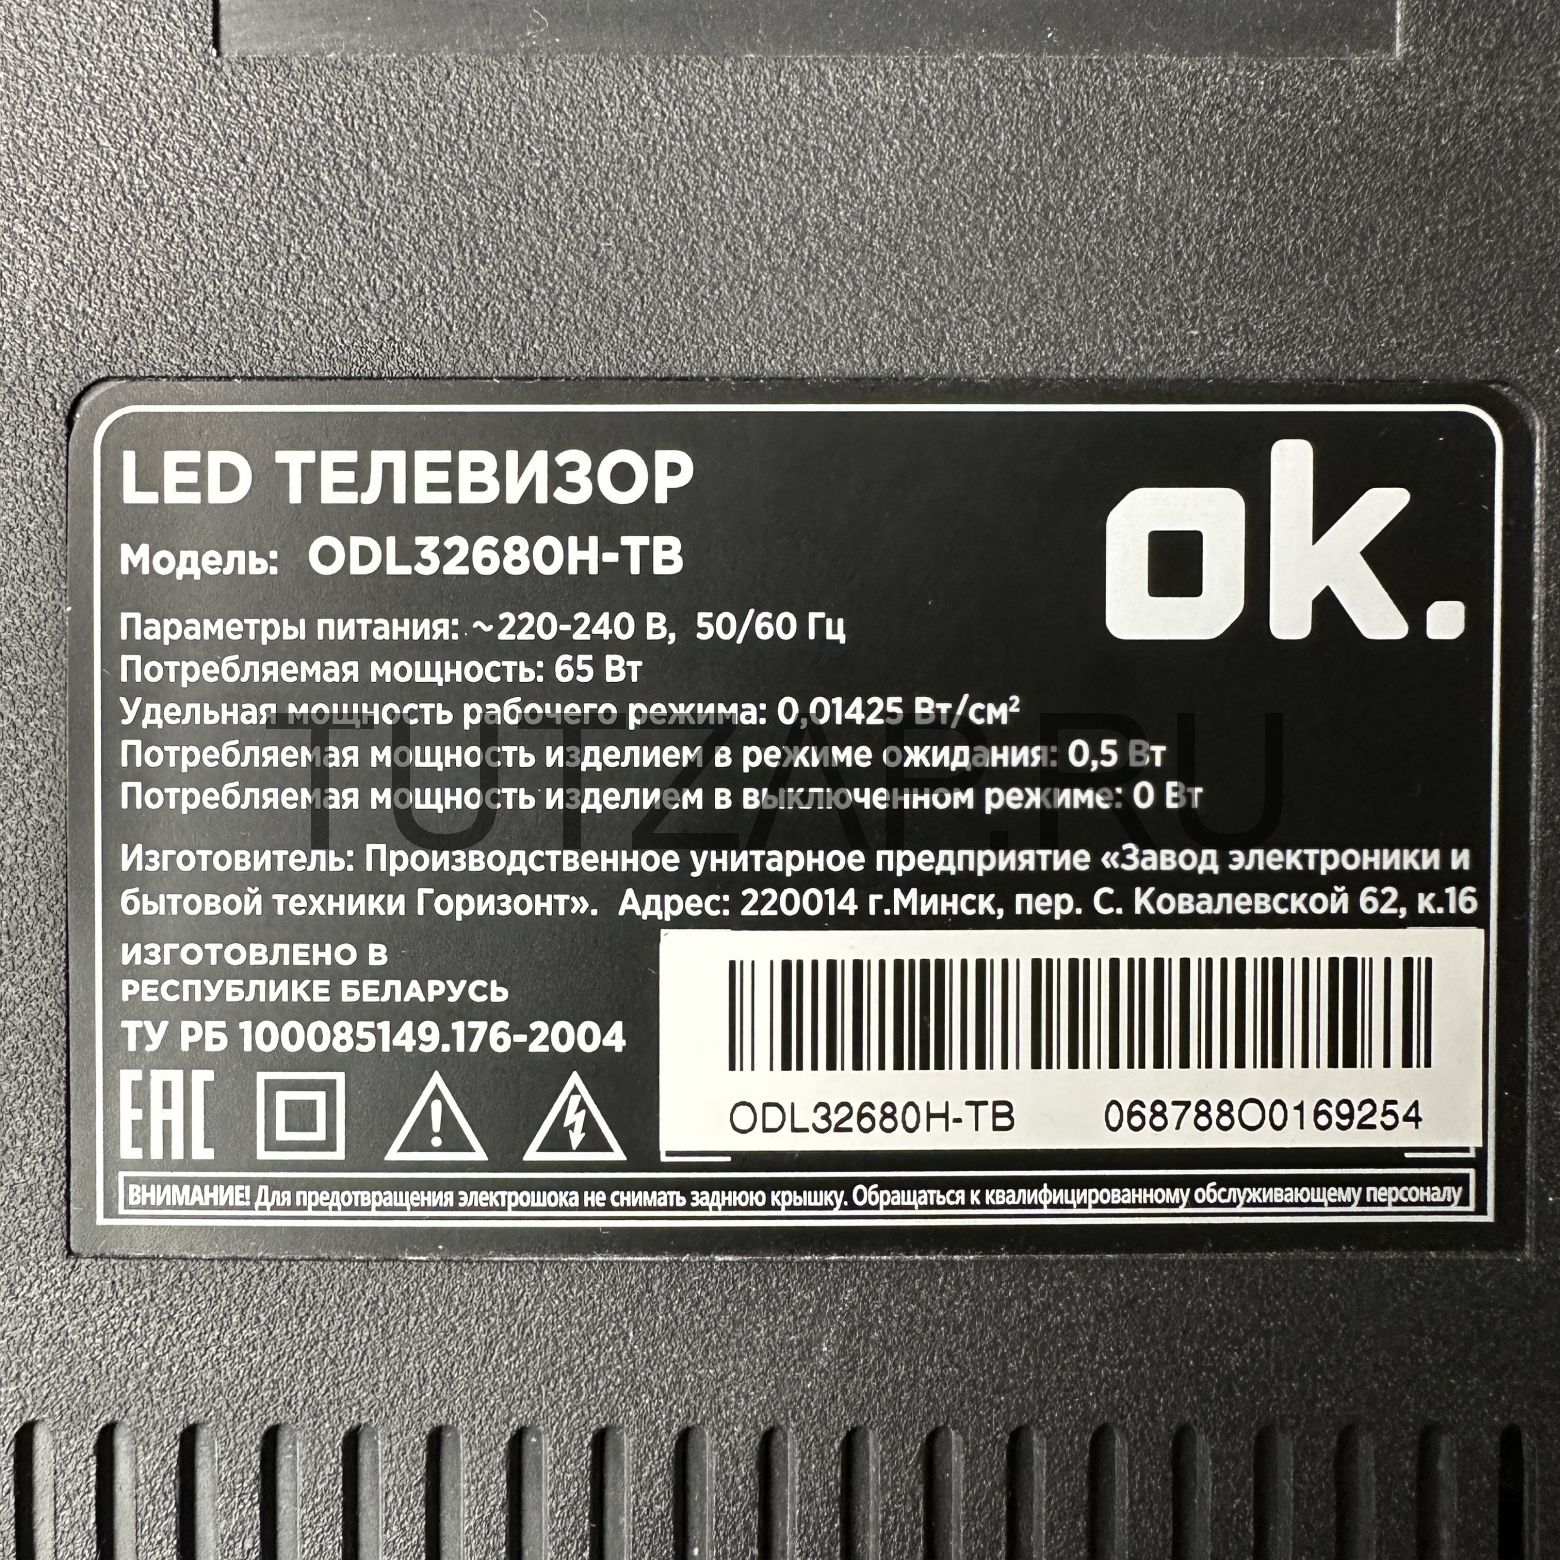 LED ТЕЛЕВИЗОР
ok.
Модель: ODL32680H-TB
Параметры питания: ~220-240 В, 50/60 Гц
Потребляемая мощность: 65 Вт
Удельная мощность рабочего режима: 0,01425 Вт/см²
Потребляемая мощность изделием в режиме ожидания: 0,5 Вт
Потребляемая мощность изделием в выключенном режиме: 0 Вт
TUTZAP.RU
Изготовитель: Производственное унитарное предприятие «Завод электроники и
бытовой техники Горизонт». Адрес: 220014 г.Минск, пер. С. Ковалевской 62, к.16
ИЗГОТОВЛЕНО В
РЕСПУБЛИКЕ БЕЛАРУСЬ
ТУ РБ 100085149.176-2004
EAC
ODL32680H-TB 068788O0169254
ВНИМАНИЕ! Для предотвращения электрошока не снимать заднюю крышку. Обращаться к квалифицированному обслуживающему персоналу